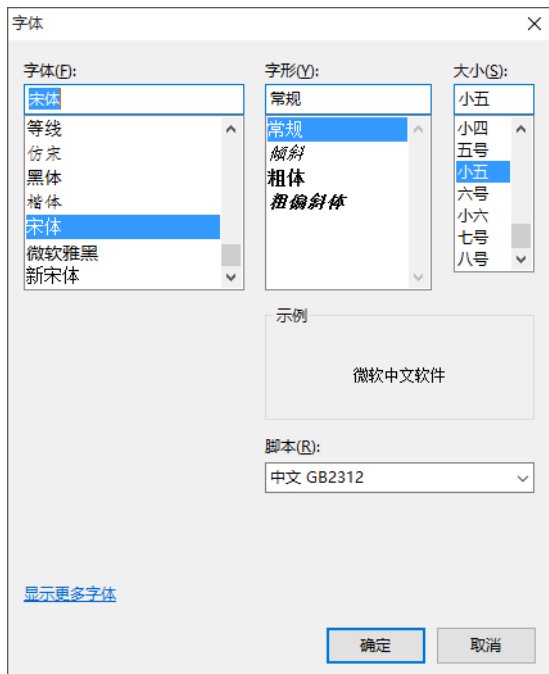 字体
字体(F):
宋体
等线
仿宋
黑体
楷体
宋体
微软雅黑
新宋体
字形(Y):
常规
常规
倾斜
粗体
粗偏斜体
大小(S):
小五
小四
五号
小五
六号
小六
七号
八号
示例
微软中文软件
脚本(R):
中文 GB2312
显示更多字体
确定
取消